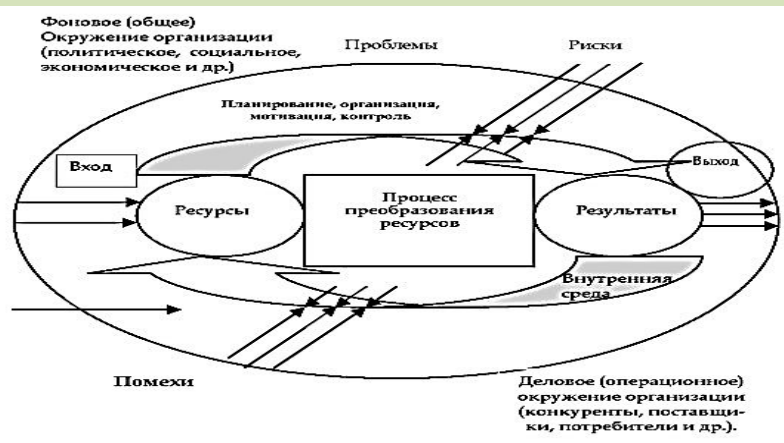 Фоновое (общее)
Окружение организации
(политическое, социальное,
экономическое и др.)
Проблемы
Риски
Планирование, организация,
мотивация, контроль
Вход
Выход
Ресурсы
Процесс
преобразования
ресурсов
Результаты
Внутренняя
среда
Помехи
Деловое (операционное)
окружение организации
(конкуренты, поставщи-
ки, потребители и др.).